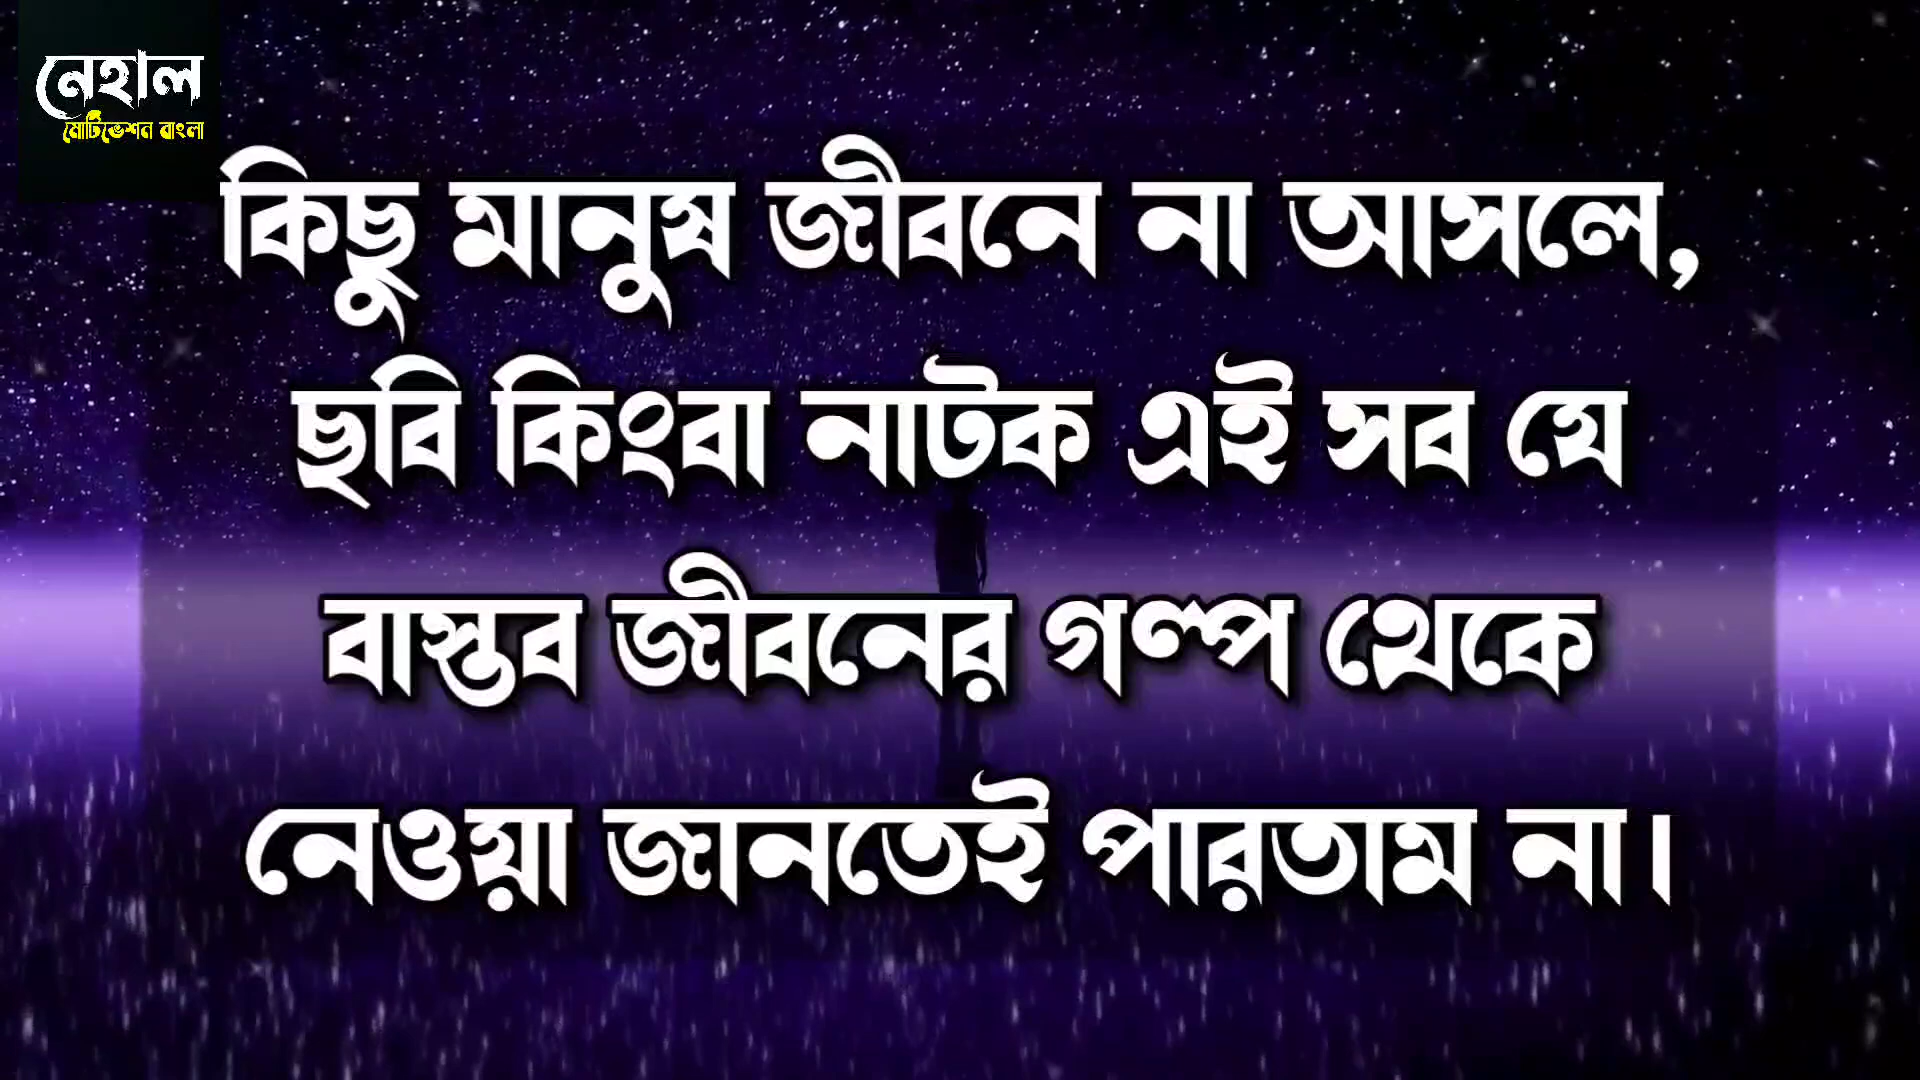 নেহাল
মোটিভেশন বাংলা
কিছু মানুষ জীবনে না আসলে,
ছবি কিংবা নাটক এই সব যে
বাস্তব জীবনের গল্প থেকে
নেওয়া জানতেই পারতাম না।